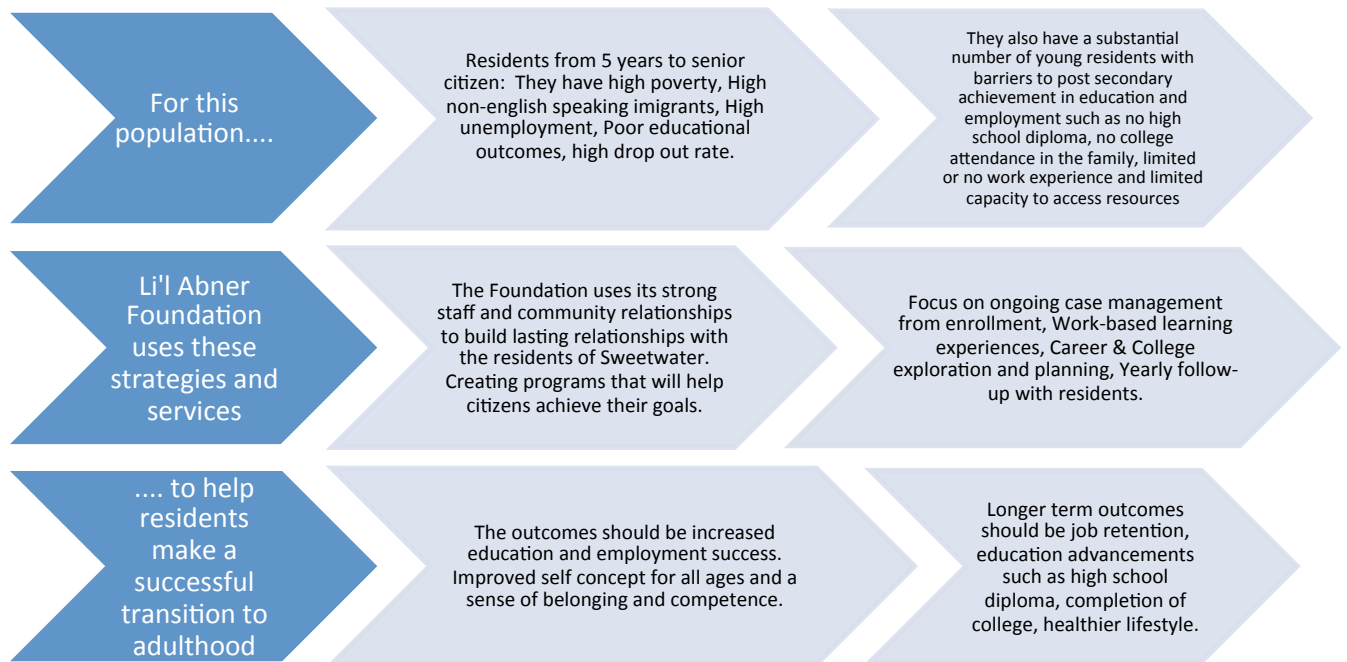 For this
population....
Residents from 5 years to senior
citizen:  They have high poverty, High
non-english speaking imigrants, High
unemployment, Poor educational
outcomes, high drop out rate.
They also have a substantial
number of young residents with
barriers to post secondary
achievement in education and
employment such as no high
school diploma, no college
attendance in the family, limited
or no work experience and limited
capacity to access resources
Li'l Abner
Foundation
uses these
strategies and
services
The Foundation uses its strong
staff and community relationships
to build lasting relationships with
the residents of Sweetwater.
Creating programs that will help
citizens achieve their goals.
Focus on ongoing case management
from enrollment, Work-based learning
experiences, Career & College
exploration and planning, Yearly follow-
up with residents.
.... to help
residents
make a
successful
transition to
adulthood
The outcomes should be increased
education and employment success.
Improved self concept for all ages and a
sense of belonging and competence.
Longer term outcomes
should be job retention,
education advancements
such as high school
diploma, completion of
college, healthier lifestyle.